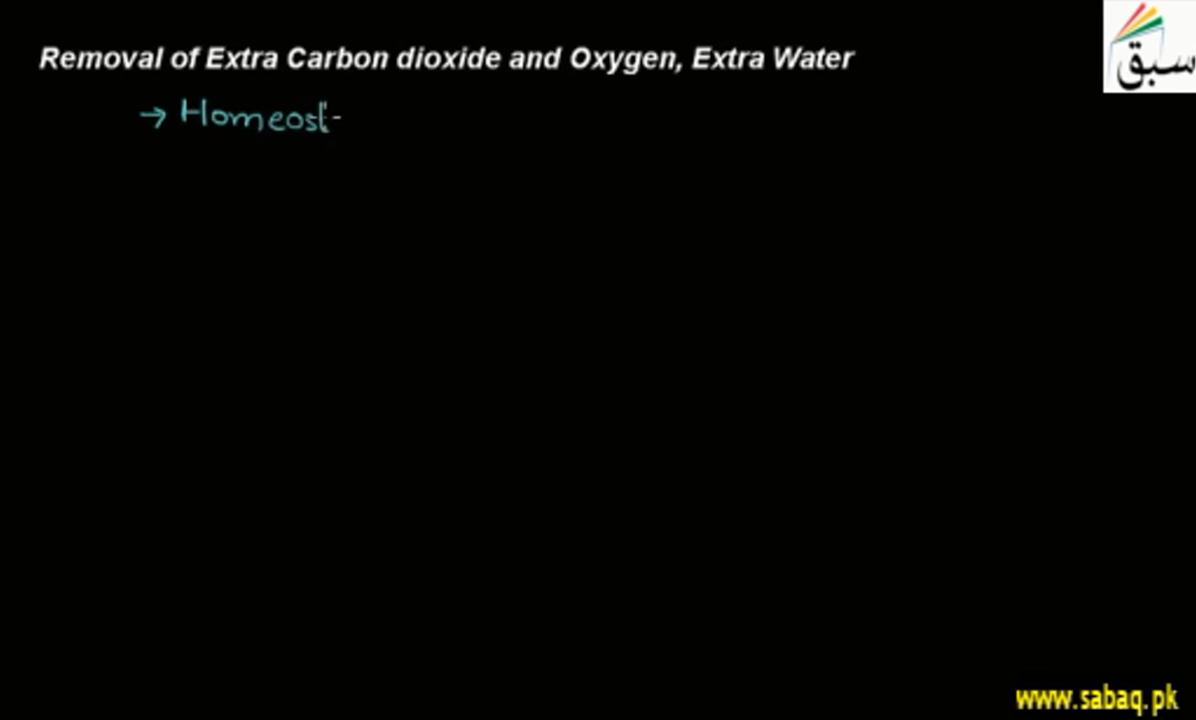 Removal of Extra Carbon dioxide and Oxygen, Extra Water
سبق
→ Homeost-
www.sabaq.pk